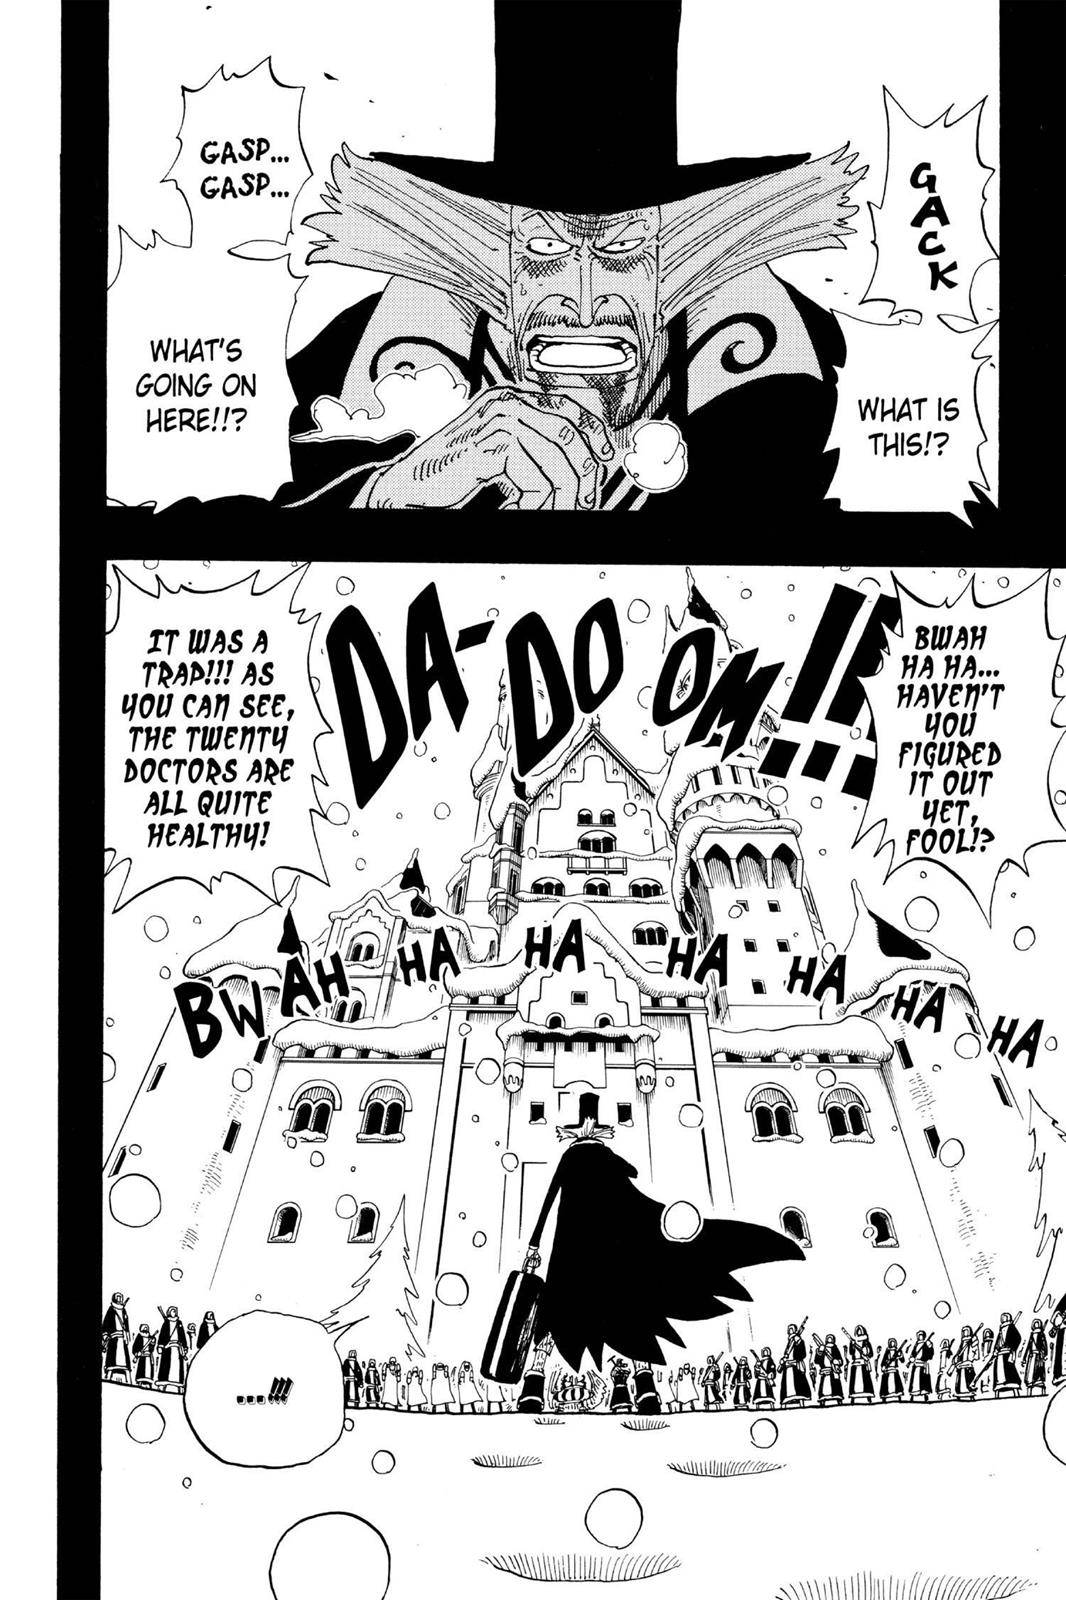 GACK
WHAT IS
THIS!?
GASP...
GASP...
WHAT'S
GOING ON
HERE!!?
BWAH
HA HA...
HAVEN'T
YOU
FIGURED
IT OUT
YET,
FOOL!?
DA-DOOM!!!
IT WAS A
TRAP!!! AS
YOU CAN SEE,
THE TWENTY
DOCTORS ARE
ALL QUITE
HEALTHY!
BWAH HA HA HA HA HA HA
...!!!